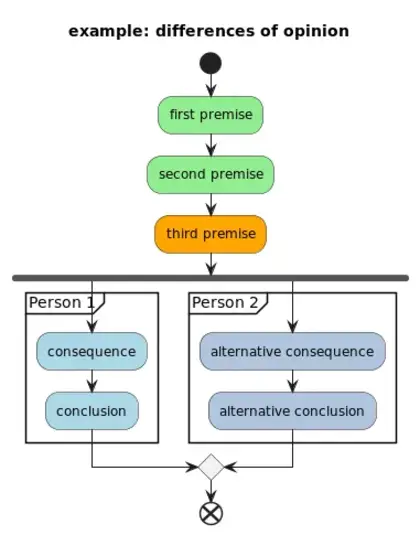 example: differences of opinion
first premise
second premise
third premise
Person 1
Person 2
consequence
alternative consequence
conclusion
alternative conclusion